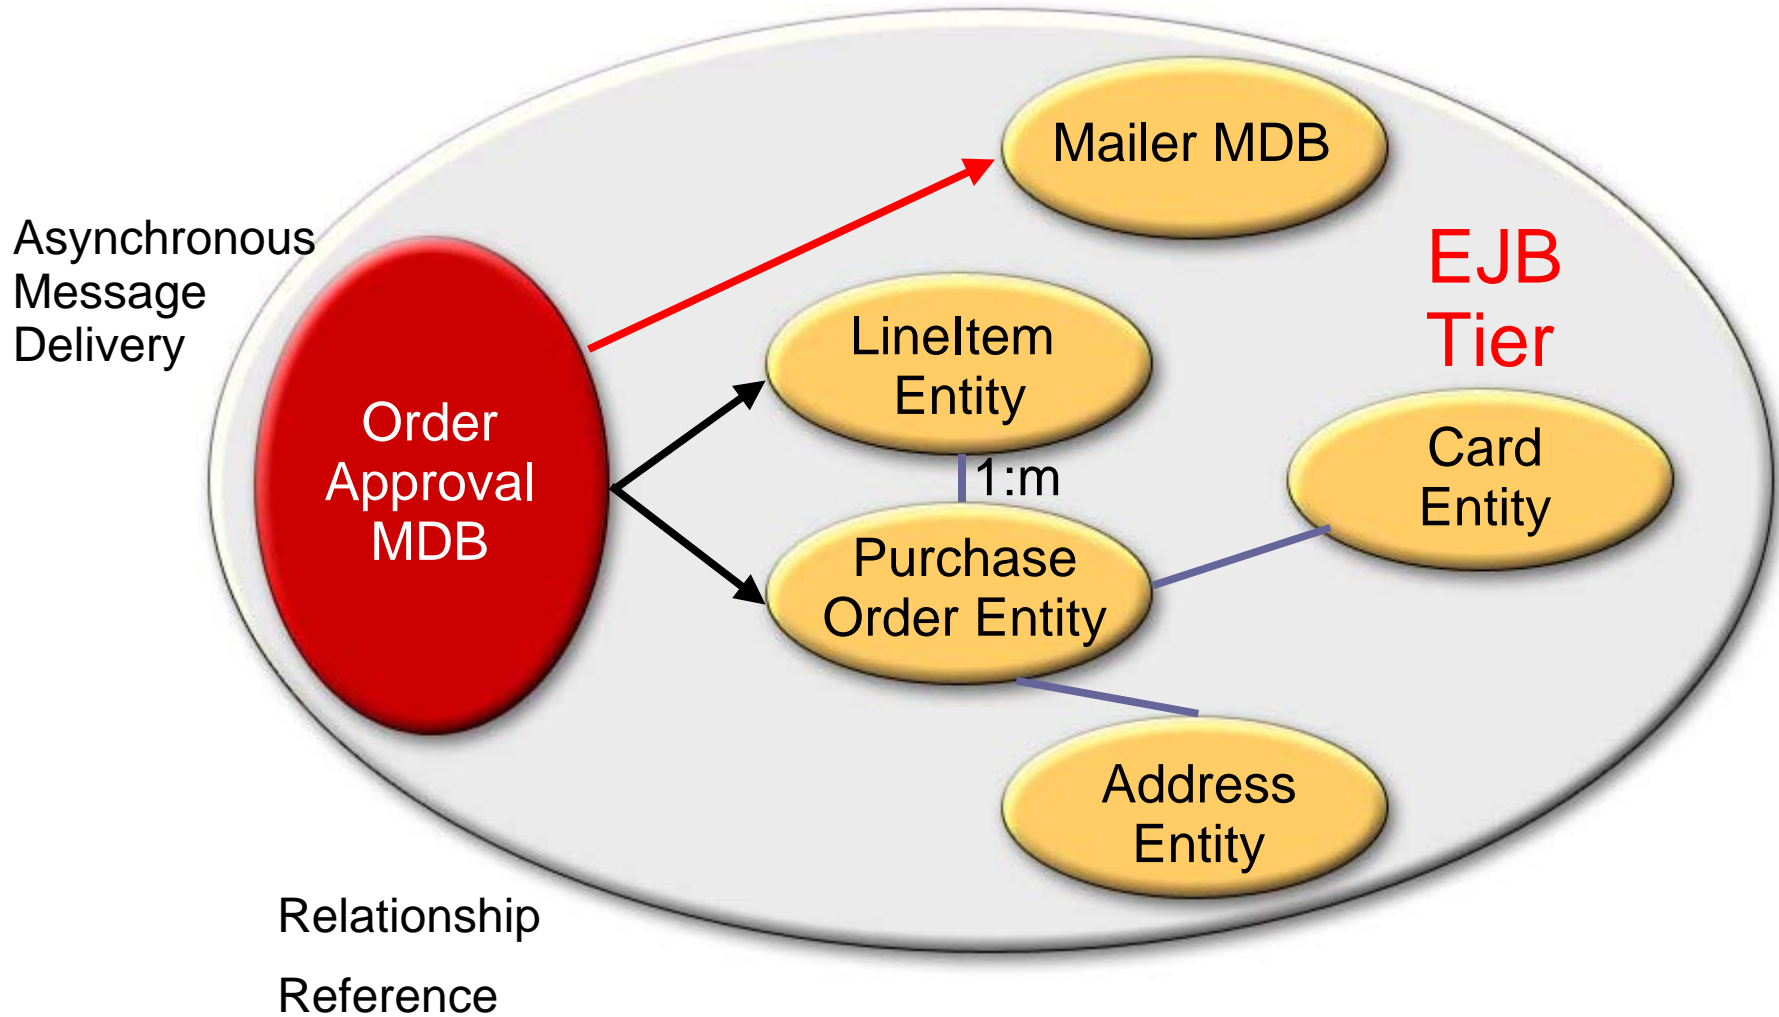 Mailer MDB
Asynchronous
Message
Delivery
EJB
Tier
LineItem
Entity
Order
Approval
MDB
Card
Entity
1:m
Purchase
Order Entity
Address
Entity
Relationship
Reference